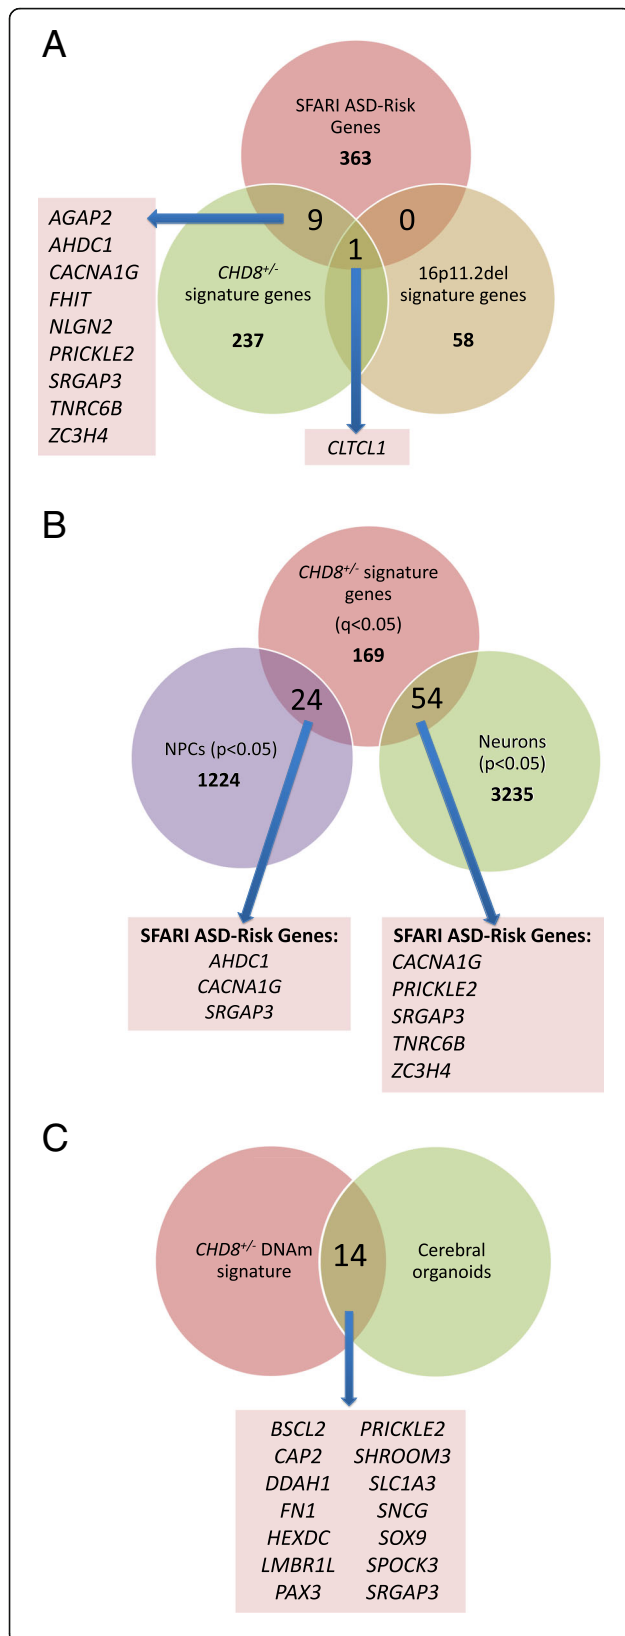 A
SFARI ASD-Risk
Genes
363
9
0
1
AGAP2
AHDC1
CACNA1G
FHIT
NLGN2
PRICKLE2
SRGAP3
TNRC6B
ZC3H4
CHD8+/-
signature genes
237
16p11.2del
signature genes
58
CLTCL1
B
CHD8+/- signature
genes
(q<0.05)
169
24
54
NPCs (p<0.05)
1224
Neurons
(p<0.05)
3235
SFARI ASD-Risk Genes:
AHDC1
CACNA1G
SRGAP3
SFARI ASD-Risk Genes:
CACNA1G
PRICKLE2
SRGAP3
TNRC6B
ZC3H4
C
CHD8+/- DNAm
signature
14
Cerebral
organoids
BSCL2 PRICKLE2
CAP2 SHROOM3
DDAH1 SLC1A3
FN1 SNCG
HEXDC SOX9
LMBR1L SPOCK3
PAX3 SRGAP3